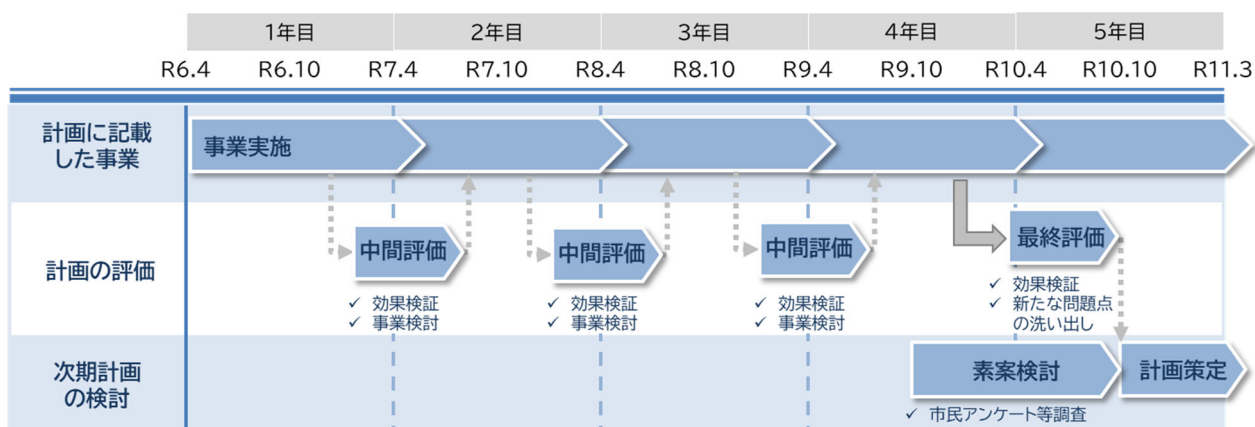 1年目 2年目 3年目 4年目 5年目
R6.4 R6.10 R7.4 R7.10 R8.4 R8.10 R9.4 R9.10 R10.4 R10.10 R11.3
計画に記載
した事業
事業実施
計画の評価
中間評価
✓ 効果検証
✓ 事業検討
中間評価
✓ 効果検証
✓ 事業検討
中間評価
✓ 効果検証
✓ 事業検討
最終評価
✓ 効果検証
✓ 新たな問題点
の洗い出し
次期計画
の検討
素案検討
✓ 市民アンケート等調査
計画策定